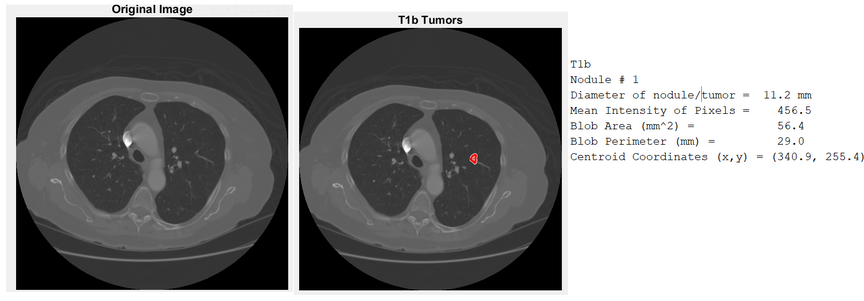 Original Image
T1b Tumors
T1b
Nodule # 1
Diameter of nodule/tumor = 11.2 mm
Mean Intensity of Pixels = 456.5
Blob Area (mm^2) = 56.4
Blob Perimeter (mm) = 29.0
Centroid Coordinates (x,y) = (340.9, 255.4)